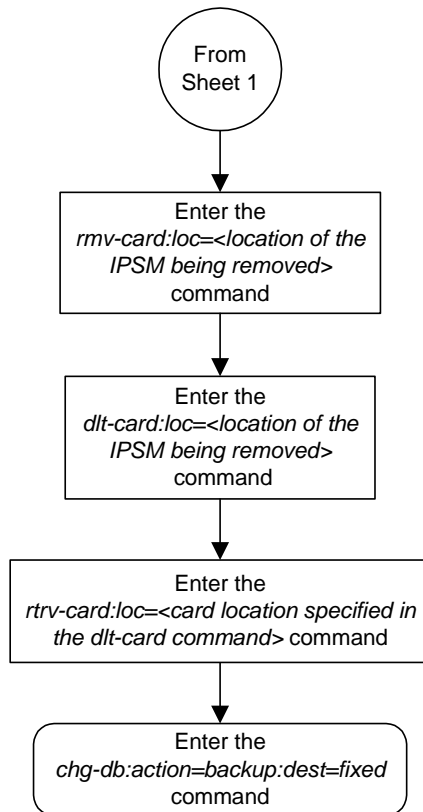 From
Sheet 1
Enter the
rmv-card:loc=<location of the
IPSM being removed>
command
Enter the
dlt-card:loc=<location of the
IPSM being removed>
command
Enter the
rtrv-card:loc=<card location specified in
the dlt-card command> command
Enter the
chg-db:action=backup:dest=fixed
command